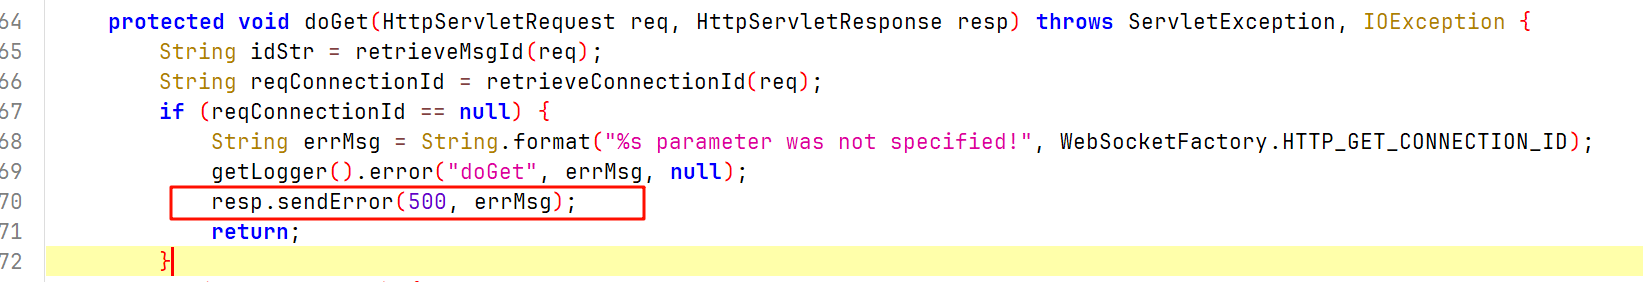 64 protected void doGet(HttpServletRequest req, HttpServletResponse resp) throws ServletException, IOException {
65 String idStr = retrieveMsgId(req);
66 String reqConnectionId = retrieveConnectionId(req);
67 if (reqConnectionId == null) {
68 String errMsg = String.format("%s parameter was not specified!", WebSocketFactory.HTTP_GET_CONNECTION_ID);
69 getLogger().error("doGet", errMsg, null);
70 resp.sendError(500, errMsg);
71 return;
72 }